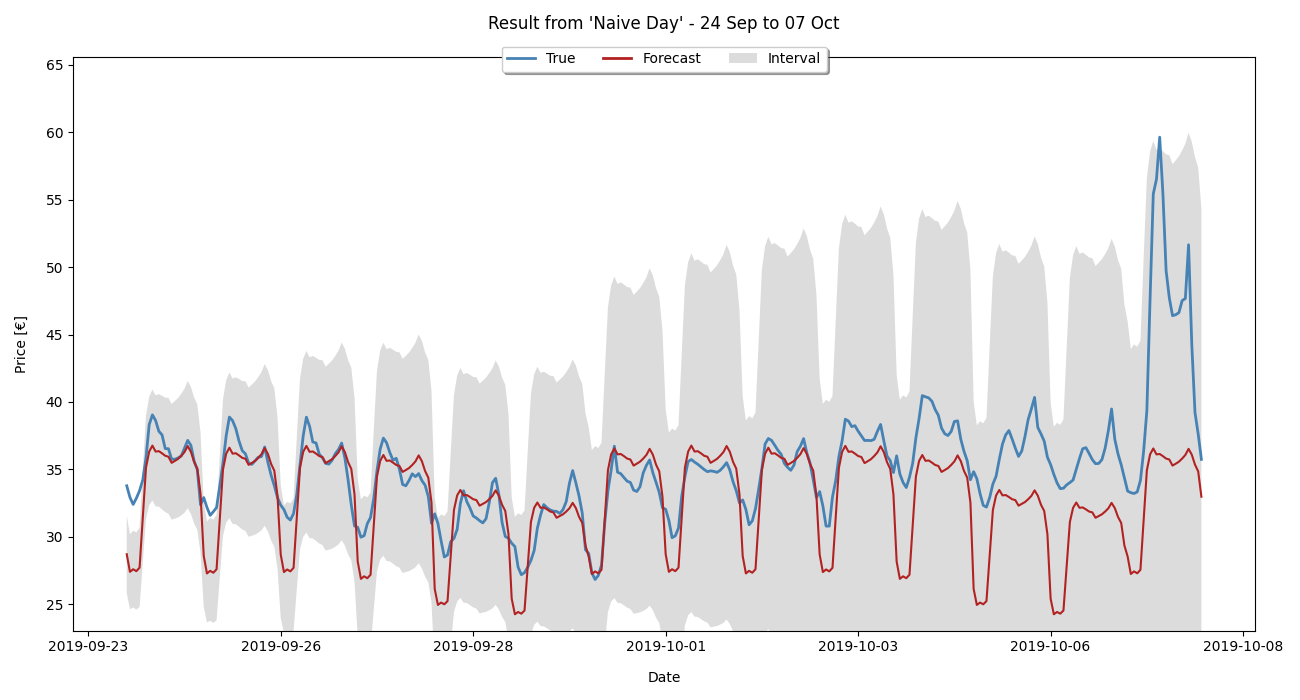 Result from 'Naive Day' - 24 Sep to 07 Oct
True Forecast Interval
65
60
55
50
45
40
35
30
25
Price [€]
2019-09-23 2019-09-26 2019-09-28 2019-10-01 2019-10-03 2019-10-06 2019-10-08
Date